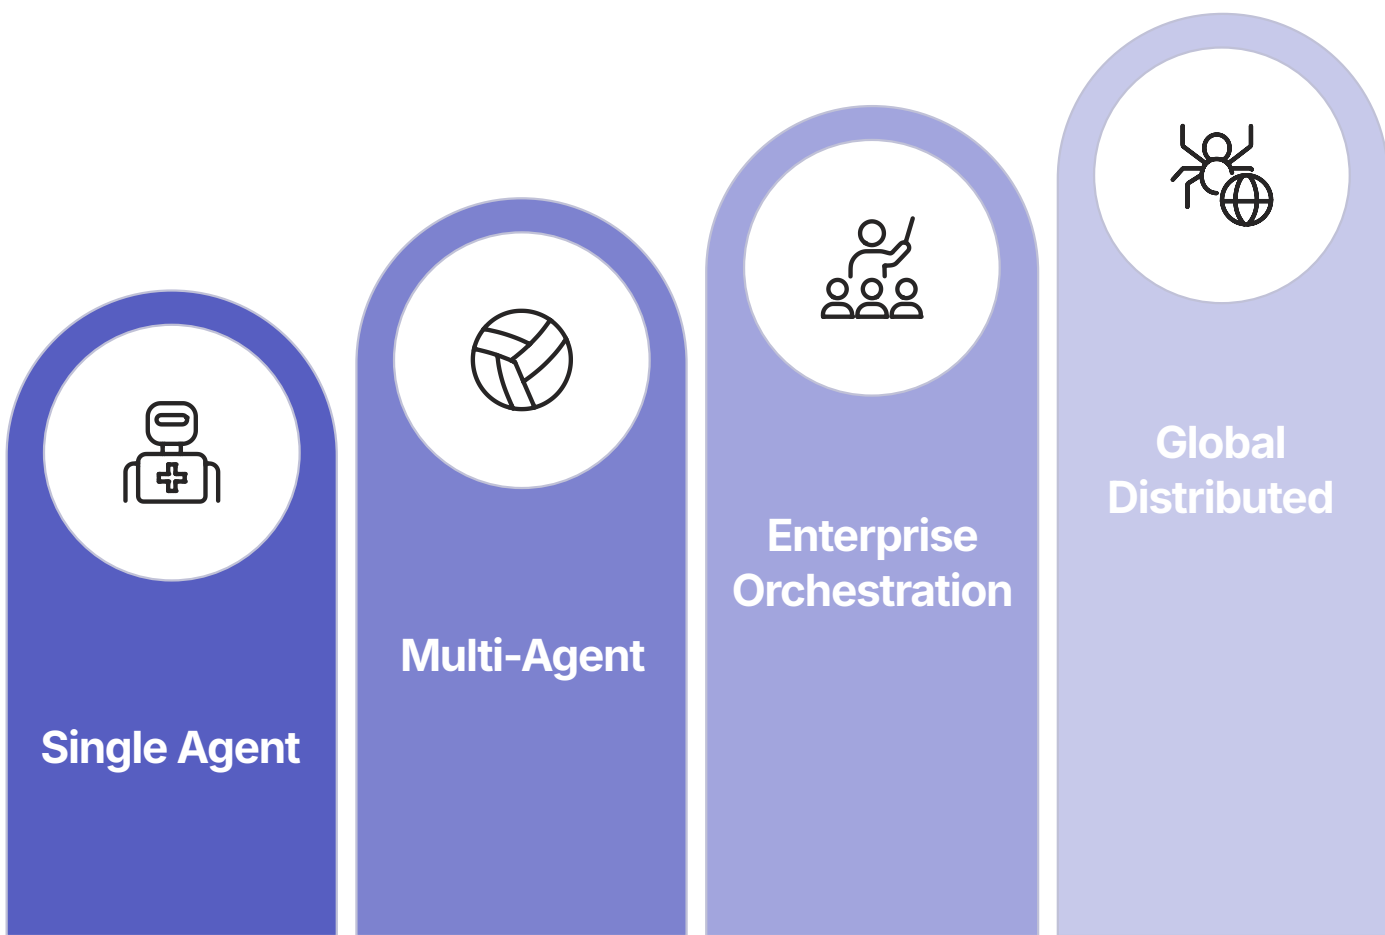 Single Agent
Multi-Agent
Enterprise
Orchestration
Global
Distributed